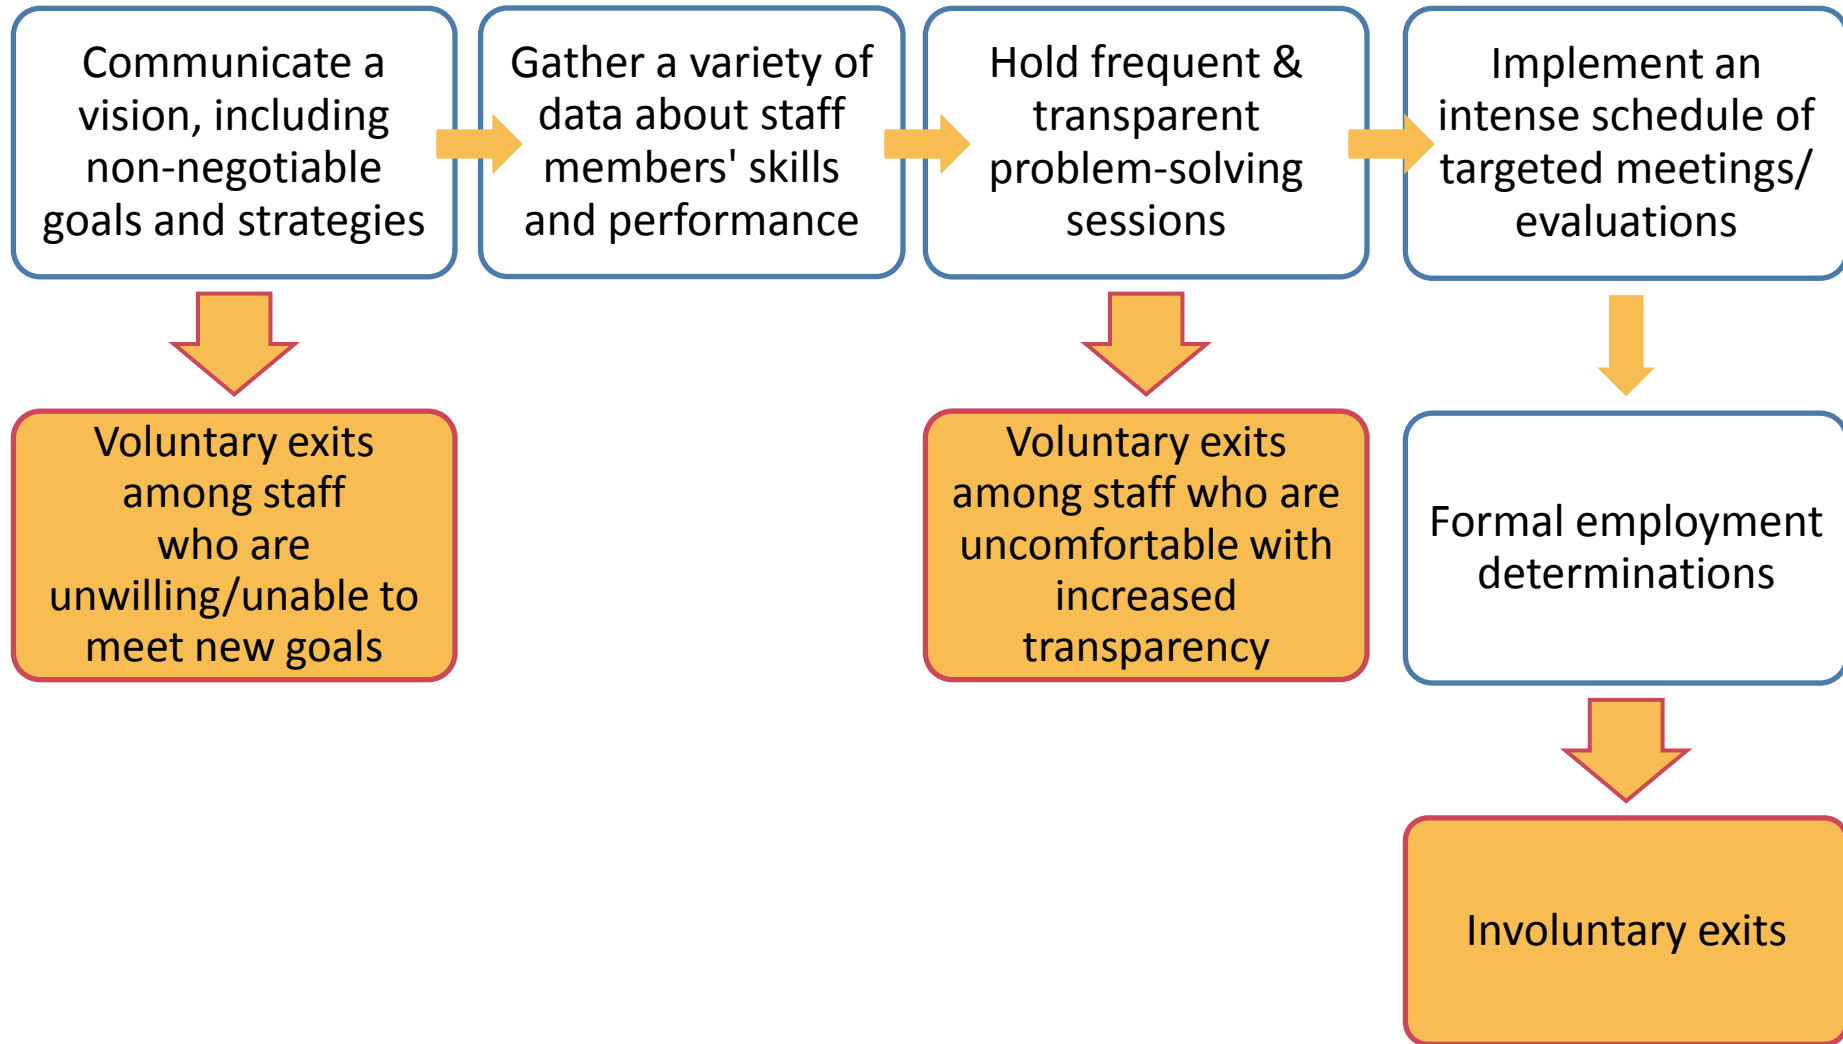 Communicate a
vision, including
non-negotiable
goals and strategies
Gather a variety of
data about staff
members' skills
and performance
Hold frequent &
transparent
problem-solving
sessions
Implement an
intense schedule of
targeted meetings/
evaluations
Voluntary exits
among staff
who are
unwilling/unable to
meet new goals
Voluntary exits
among staff who are
uncomfortable with
increased
transparency
Formal employment
determinations
Involuntary exits